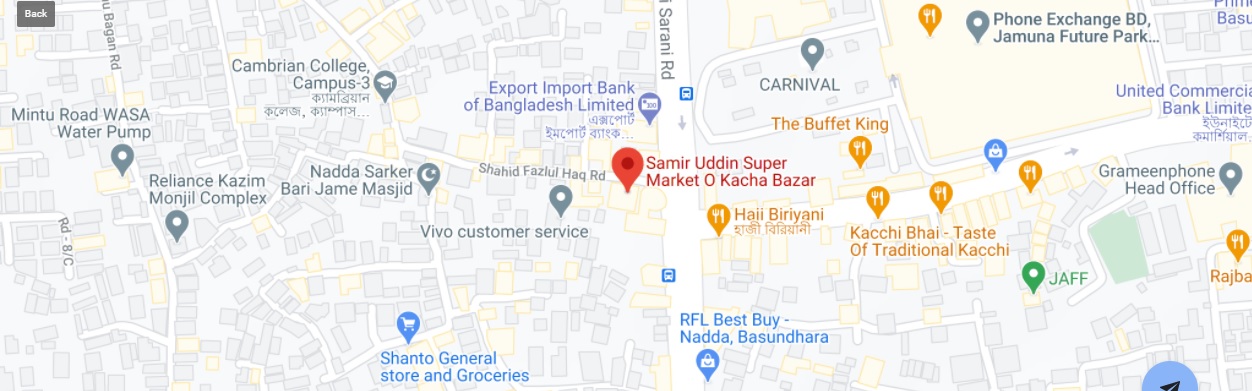 Back
u Bagan Rd
i Sarani Rd
Prime
Basu
Phone Exchange BD,
Jamuna Future Park...
Cambrian College,
Campus-3
ক্যামব্রিয়ান
কলেজ, ক্যাম্পাস...
CARNIVAL
Export Import Bank
of Bangladesh Limited
এক্সপোর্ট
ইমপোর্ট ব্যাংক...
United Commercia
Bank Limite
ইউনাইটে
কমার্শিয়াল
Mintu Road WASA
Water Pump
The Buffet King
Samir Uddin Super
Market O Kacha Bazar
Shahid Fazlul Haq Rd
Nadda Sarker
Bari Jame Masjid
Reliance Kazim
Monjil Complex
Grameenphone
Head Office
Haii Biriyani
হাজী বিরিয়ানী
Vivo customer service
Kacchi Bhai - Taste
Of Traditional Kacchi
Rd - 8/C
JAFF
Rajba
RFL Best Buy -
Nadda, Basundhara
Shanto General
store and Groceries